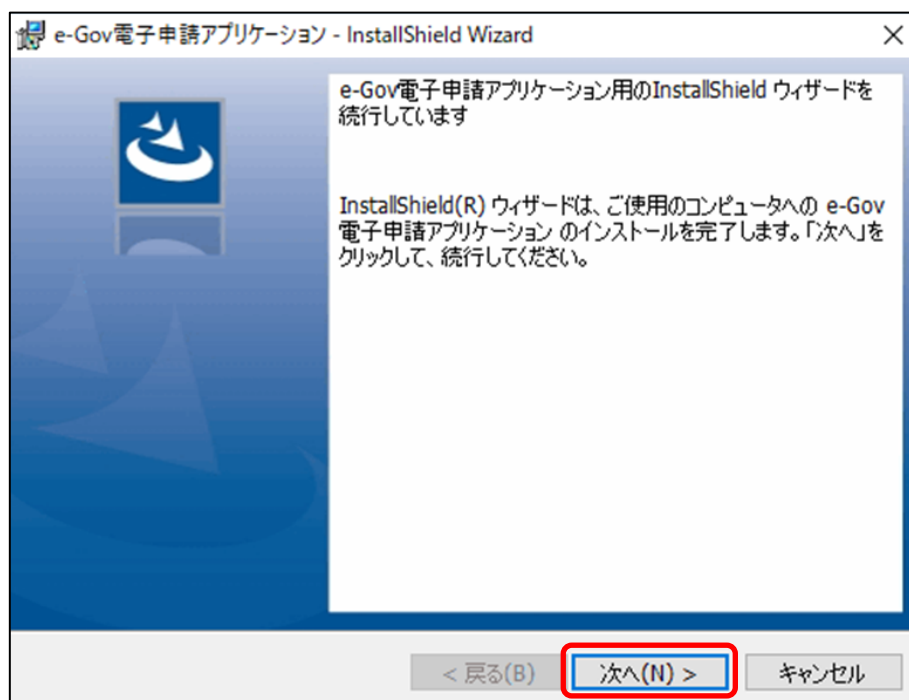 e-Gov電子申請アプリケーション - InstallShield Wizard
e-Gov電子申請アプリケーション用のInstallShield ウィザードを
続行しています
InstallShield(R) ウィザードは、ご使用のコンピュータへの e-Gov
電子申請アプリケーション のインストールを完了します。「次へ」を
クリックして、続行してください。
< 戻る(B)
次へ(N) >
キャンセル